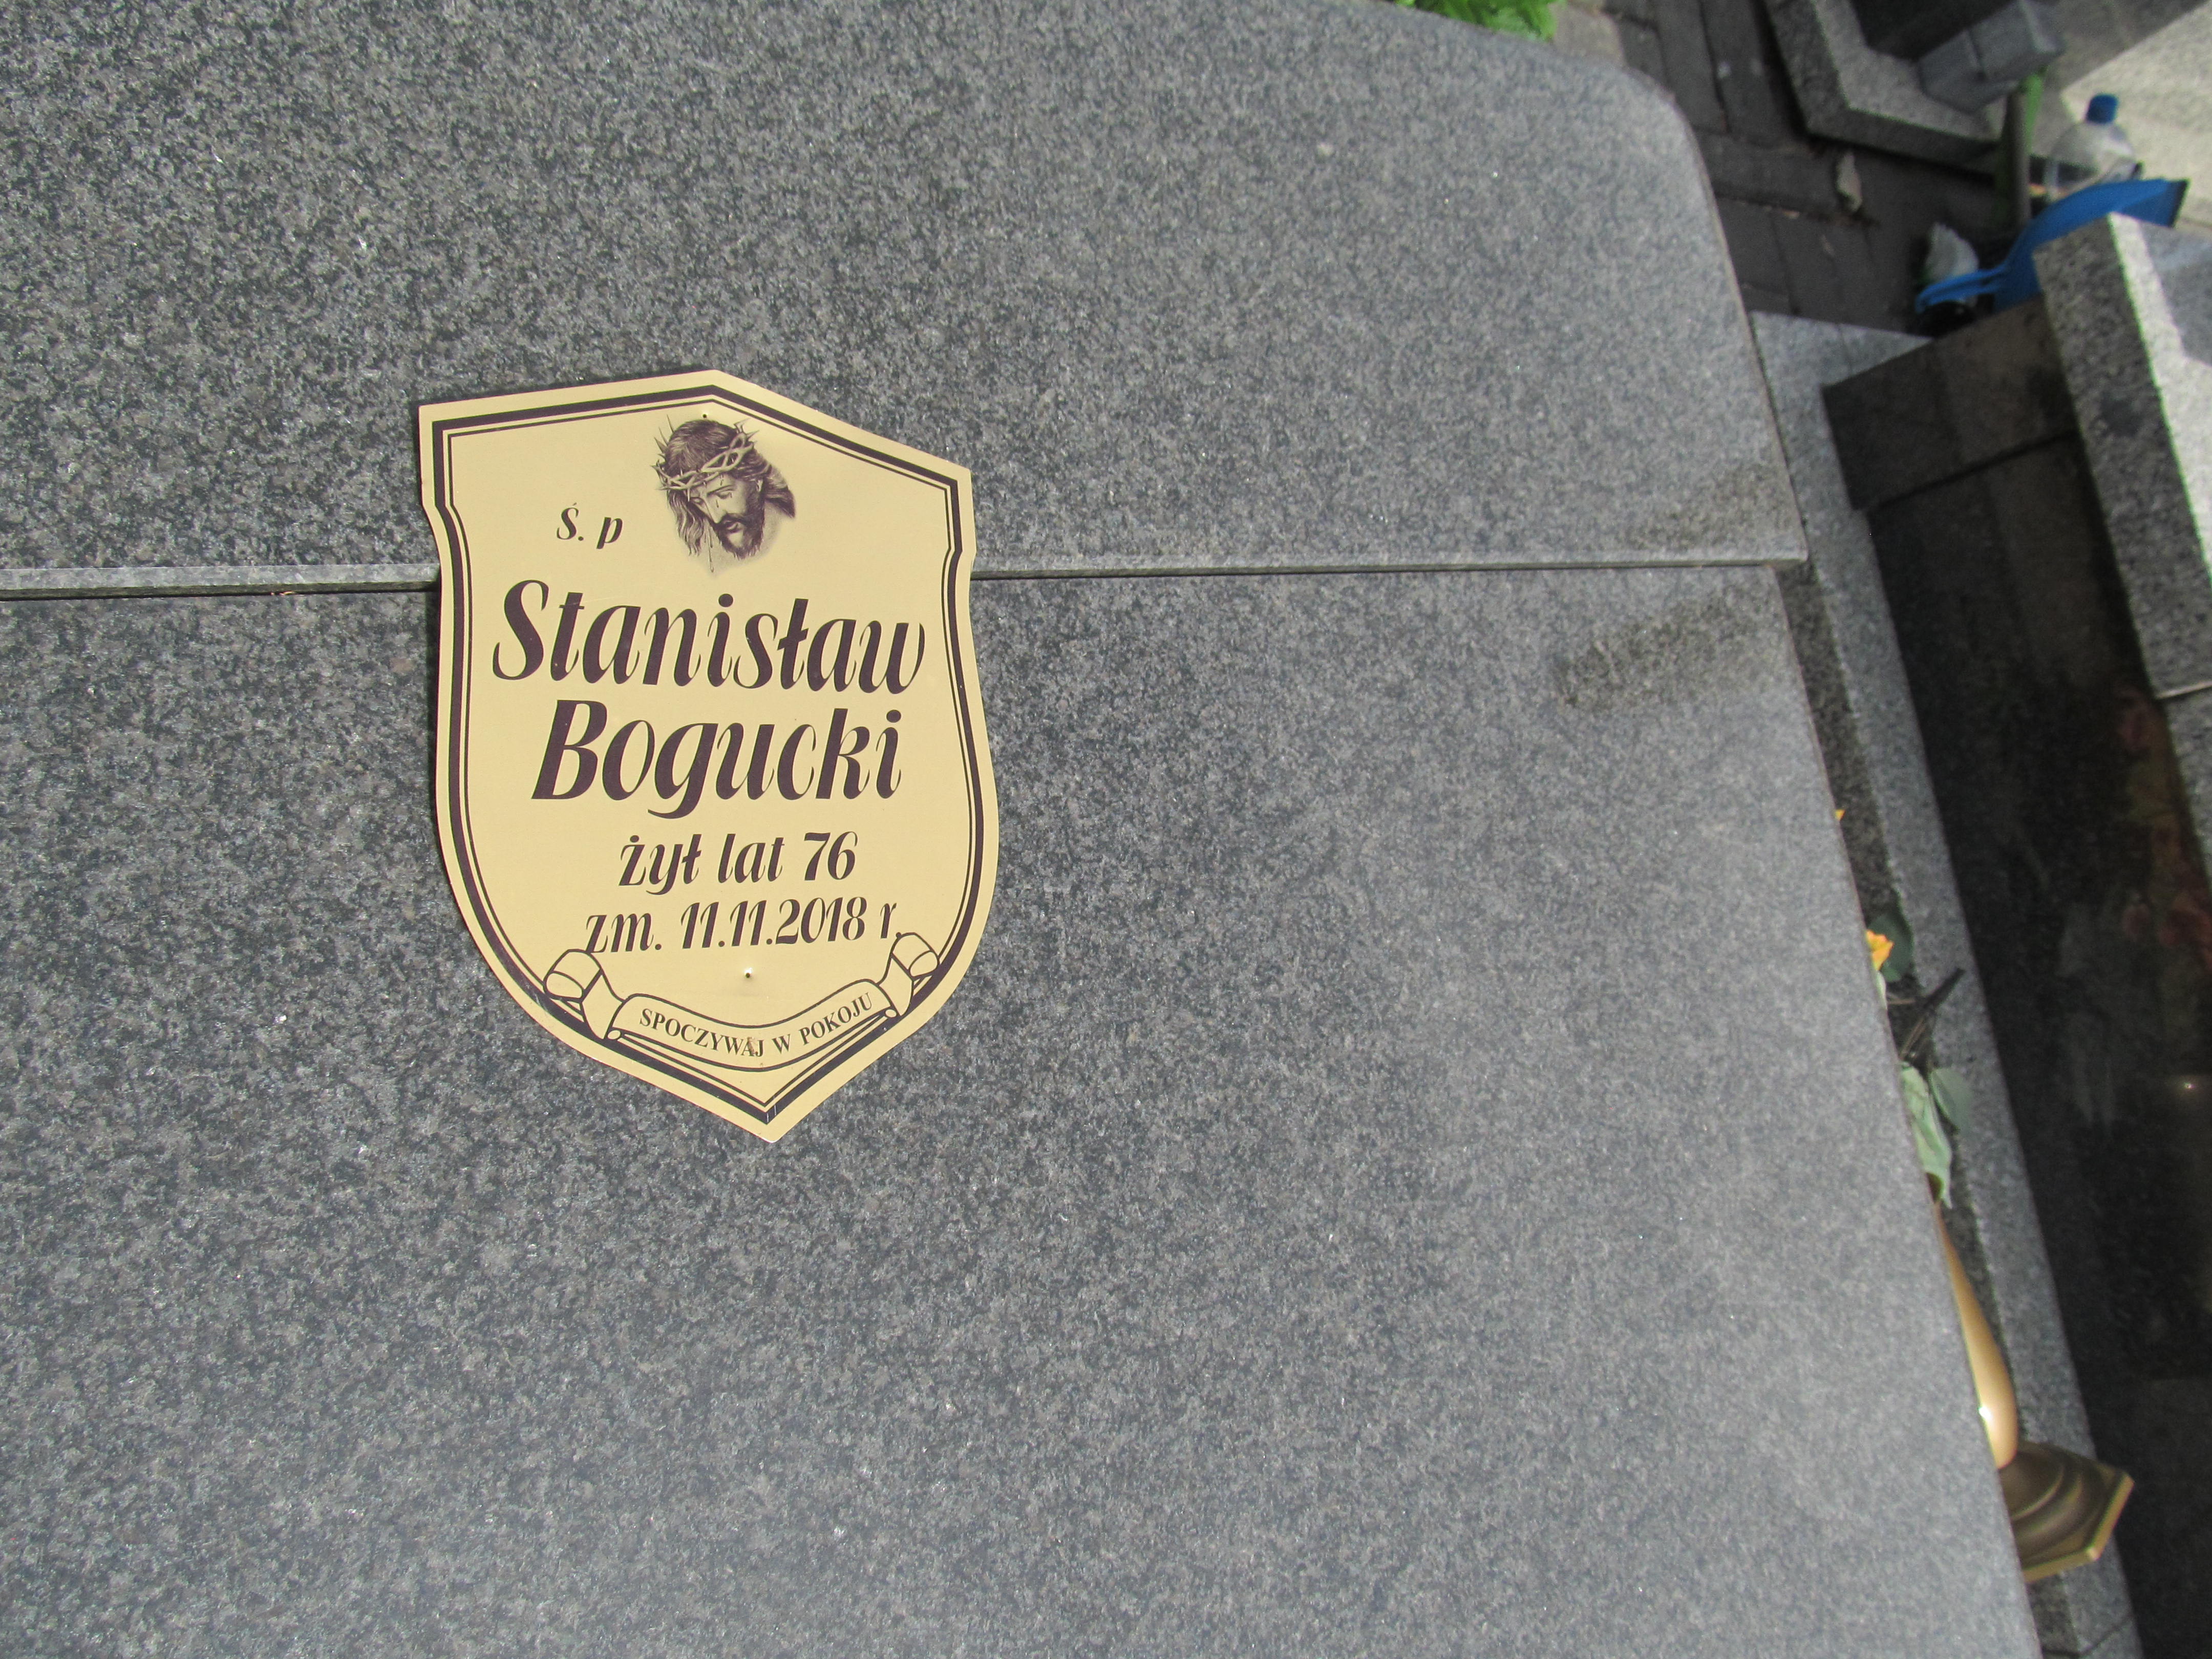 Ś. p
Stanisław
Bogucki
żył lat 76
zm. 11.11.2018 r.
SPOCZYWAJ W POKOJU